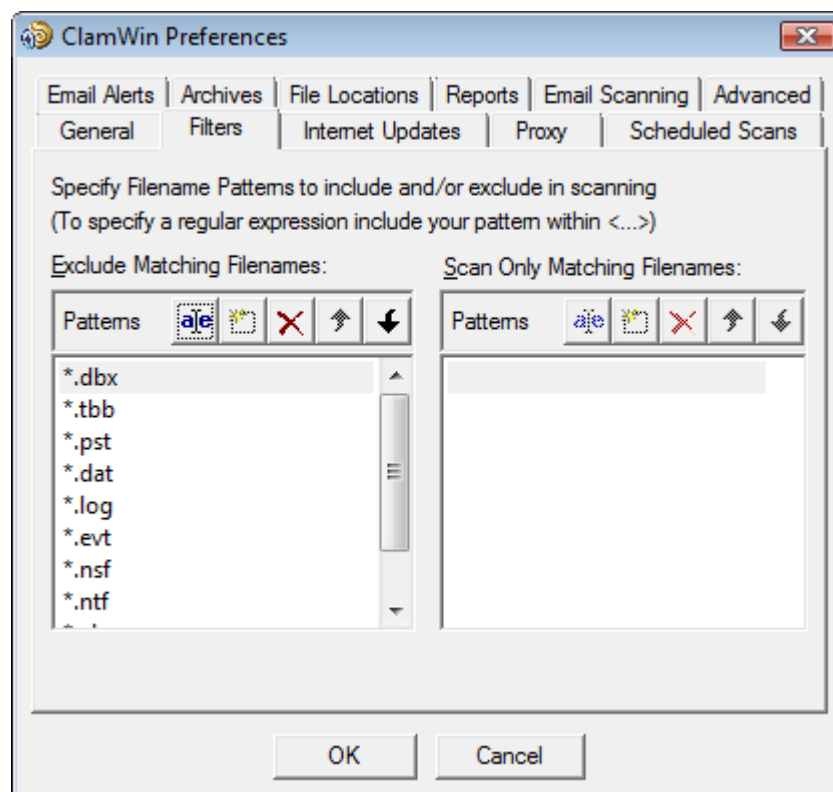 ClamWin Preferences
Email Alerts Archives File Locations Reports Email Scanning Advanced
General Filters Internet Updates Proxy Scheduled Scans
Specify Filename Patterns to include and/or exclude in scanning
(To specify a regular expression include your pattern within <...>)
Exclude Matching Filenames: Scan Only Matching Filenames:
Patterns a|e Patterns a|e
*.dbx
*.tbb
*.pst
*.dat
*.log
*.evt
*.nsf
*.ntf
OK Cancel